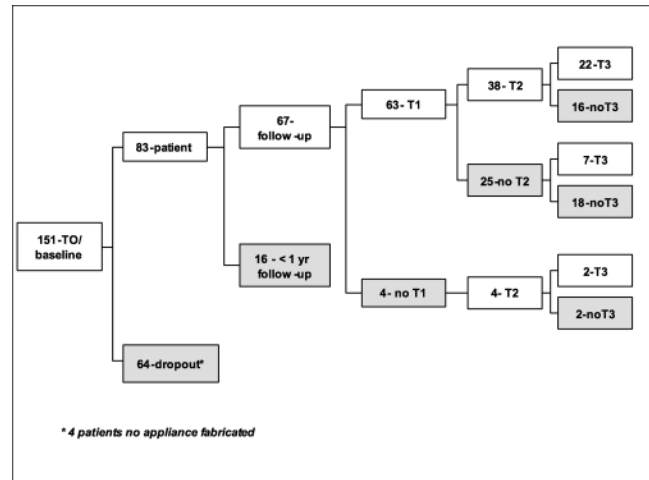 22-T3
38- T2
63- T1
16-noT3
67-
follow -up
83-patient
7-T3
25-no T2
18-noT3
151-TO/
baseline
16 - < 1 yr
follow -up
2-T3
4- no T1
4- T2
2-noT3
64-dropout*
* 4 patients no appliance fabricated